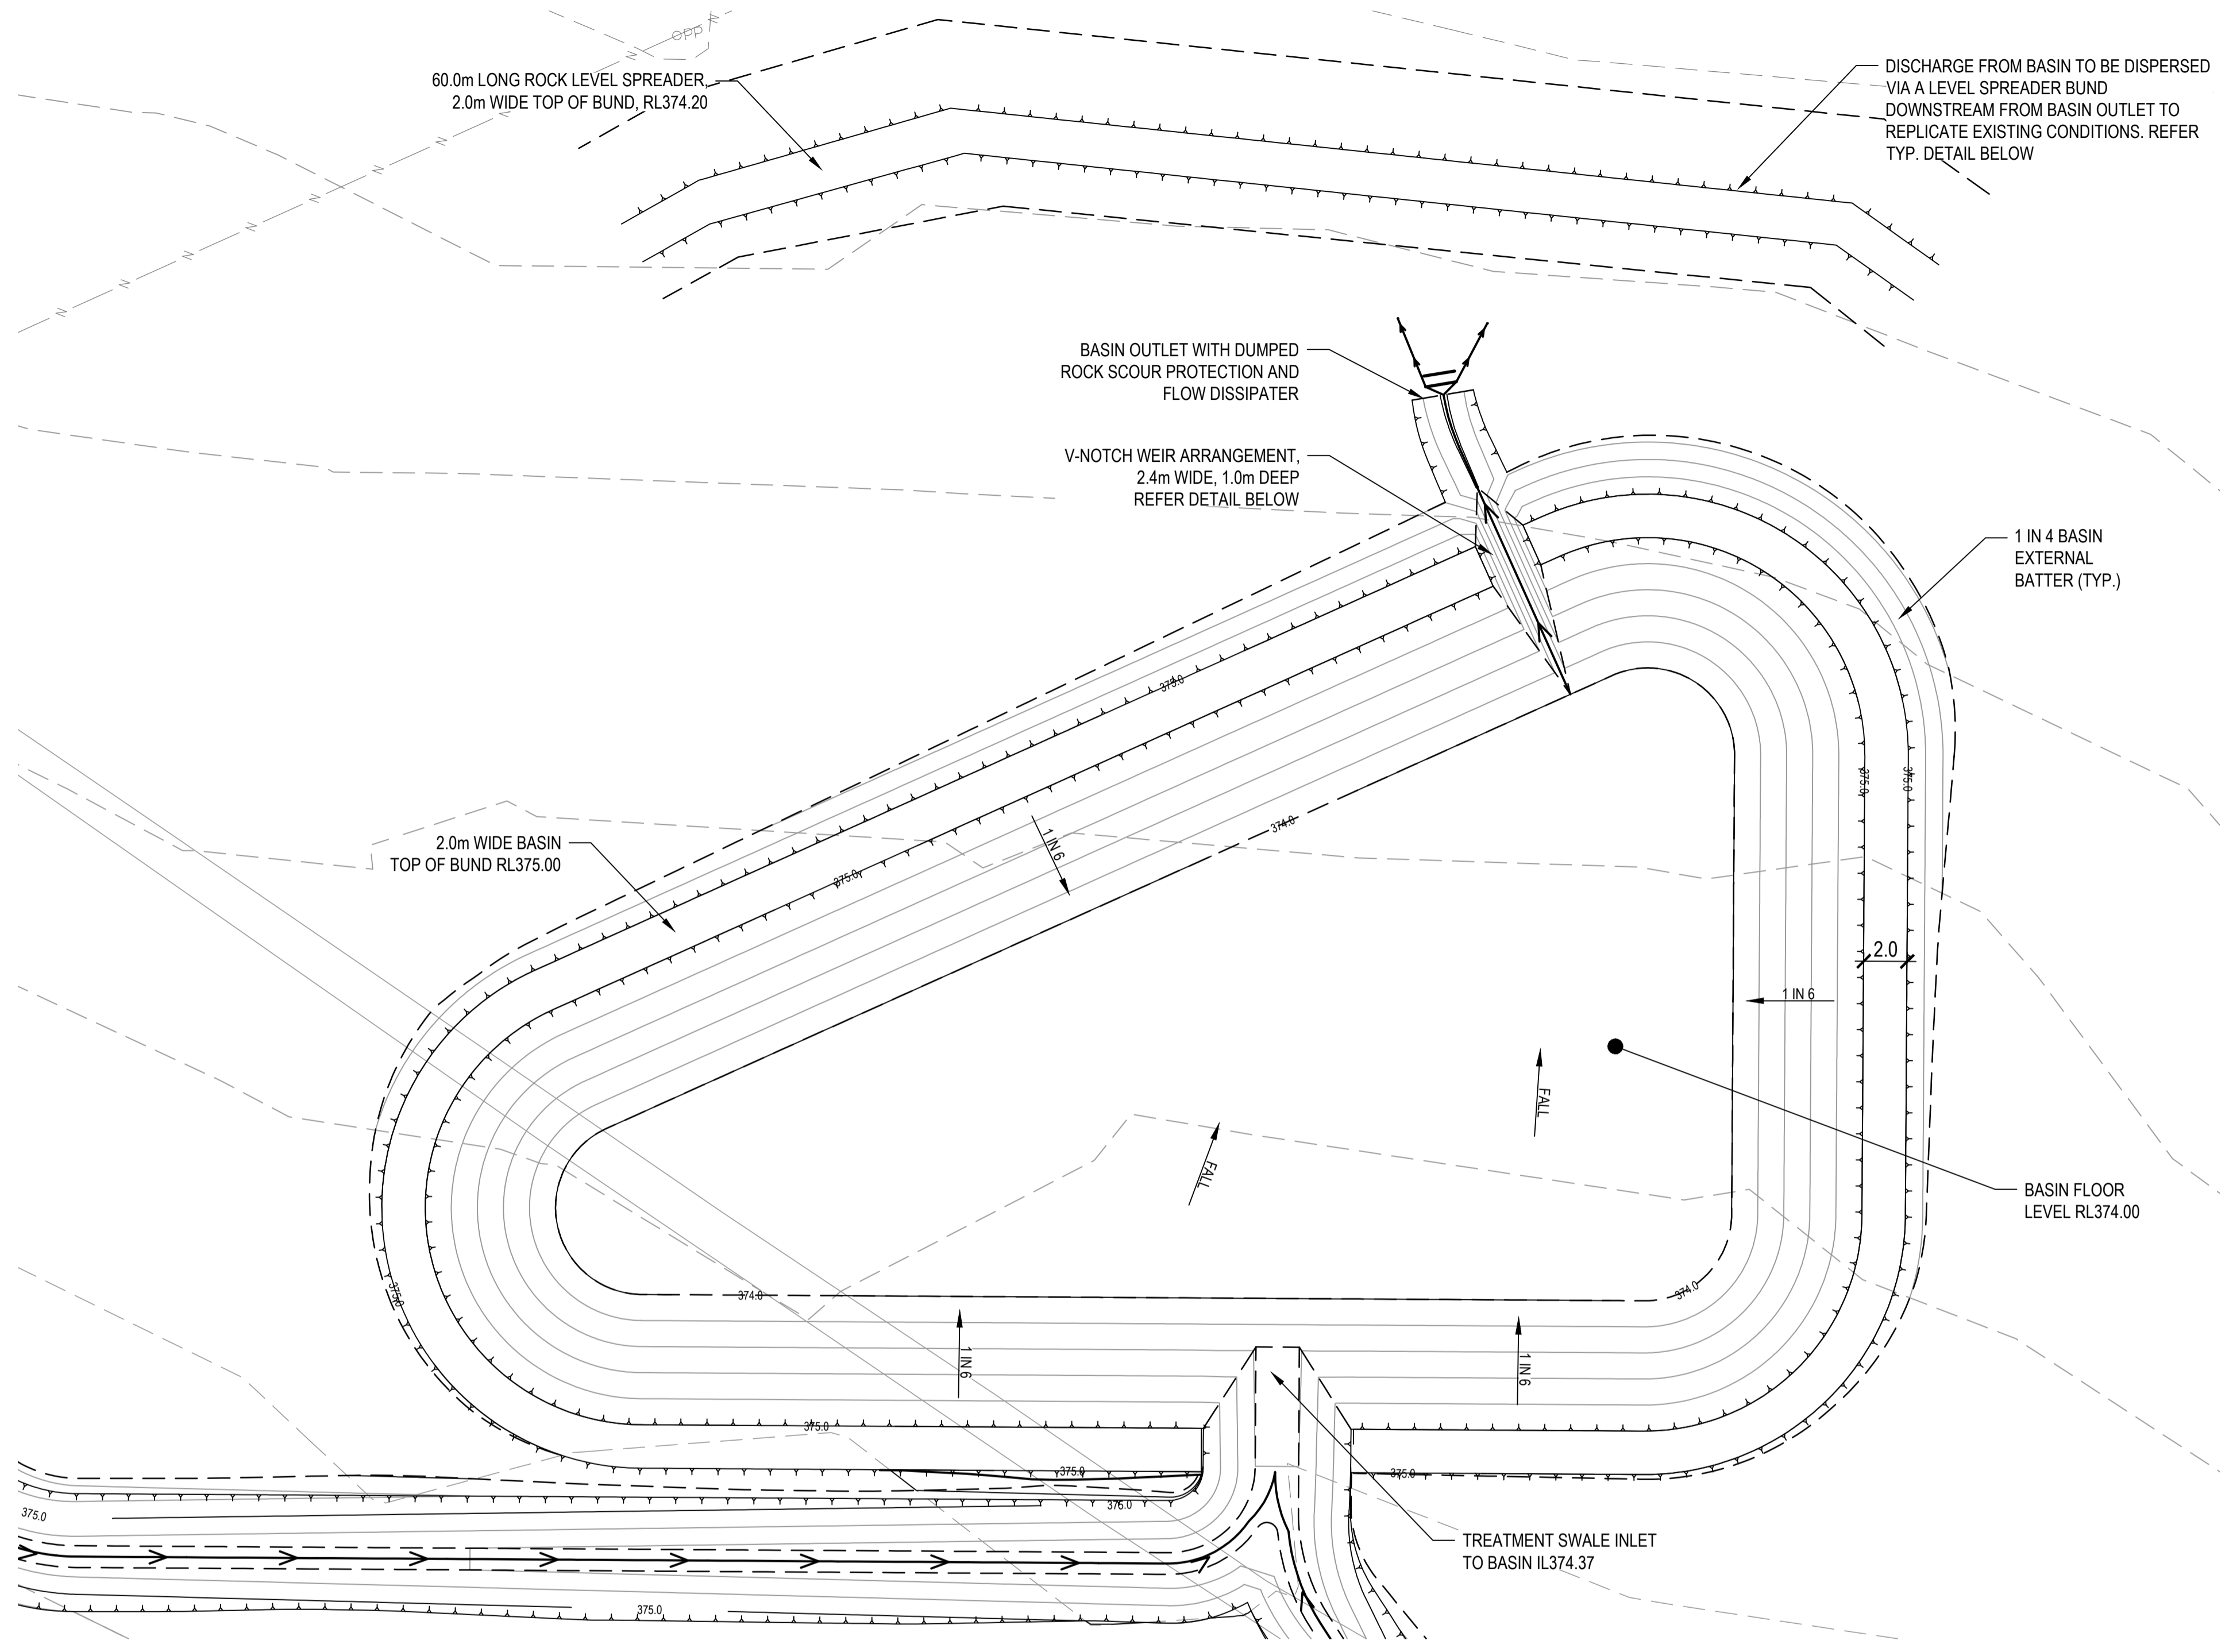 OPP
60.0m LONG ROCK LEVEL SPREADER,
2.0m WIDE TOP OF BUND, RL374.20
DISCHARGE FROM BASIN TO BE DISPERSED
VIA A LEVEL SPREADER BUND
DOWNSTREAM FROM BASIN OUTLET TO
REPLICATE EXISTING CONDITIONS. REFER
TYP. DETAIL BELOW
BASIN OUTLET WITH DUMPED
ROCK SCOUR PROTECTION AND
FLOW DISSIPATER
V-NOTCH WEIR ARRANGEMENT,
2.4m WIDE, 1.0m DEEP
REFER DETAIL BELOW
1 IN 4 BASIN
EXTERNAL
BATTER (TYP.)
375.0
375.0
375.0
374.0
1 IN 6
2.0m WIDE BASIN
TOP OF BUND RL375.00
375.0
2.0
1 IN 6
FALL
FALL
BASIN FLOOR
LEVEL RL374.00
375.0
374.0
374.0
1 IN 6
1 IN 6
375.0
375.0
375.0
375.0
375.0
TREATMENT SWALE INLET
TO BASIN IL374.37
375.0